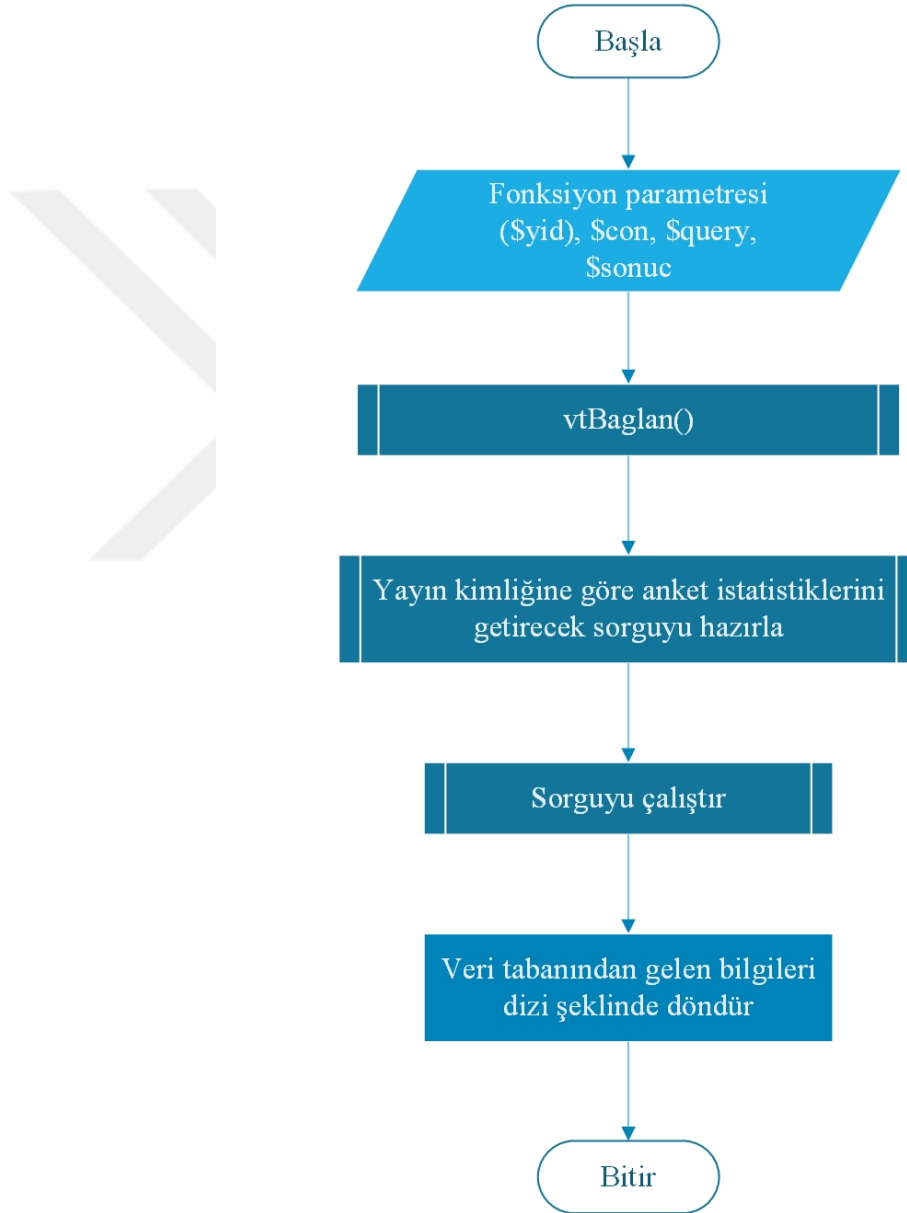 Başla
Fonksiyon parametresi
($yid), $con, $query,
$sonuc
vtBaglan()
Yayın kimliğine göre anket istatistiklerini
getirecek sorguyu hazırla
Sorguyu çalıştır
Veri tabanından gelen bilgileri
dizi şeklinde döndür
Bitir